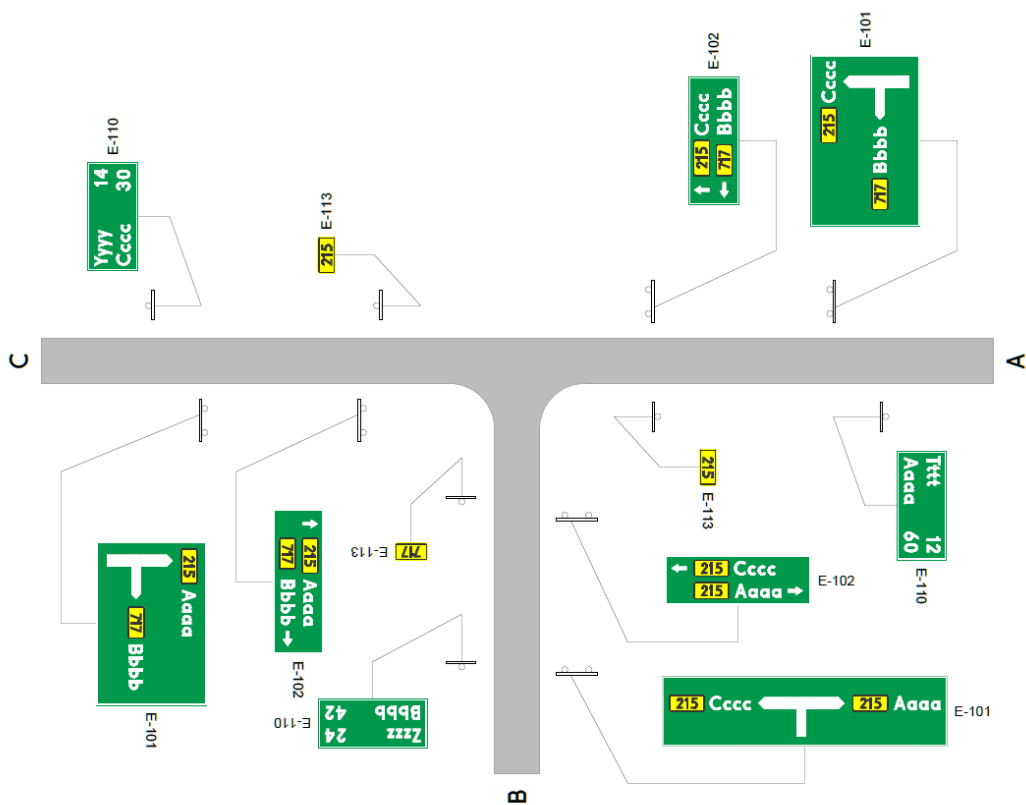 E-101
215 Cccc
717 Bbbb
E-102
215 Cccc
717 Bbbb
E-110
Yyyy 14
Cccc 30
E-113
215
C
A
215
E-113
Tttt 12
Aaaa 60
E-110
717
E-113
215 Aaaa
717 Bbbb
E-102
215 Aaaa
717 Bbbb
E-101
215 Cccc
215 Aaaa
E-102
Zzzz 24
Bbbb 42
E-110
215 Cccc
215 Aaaa
E-101
B